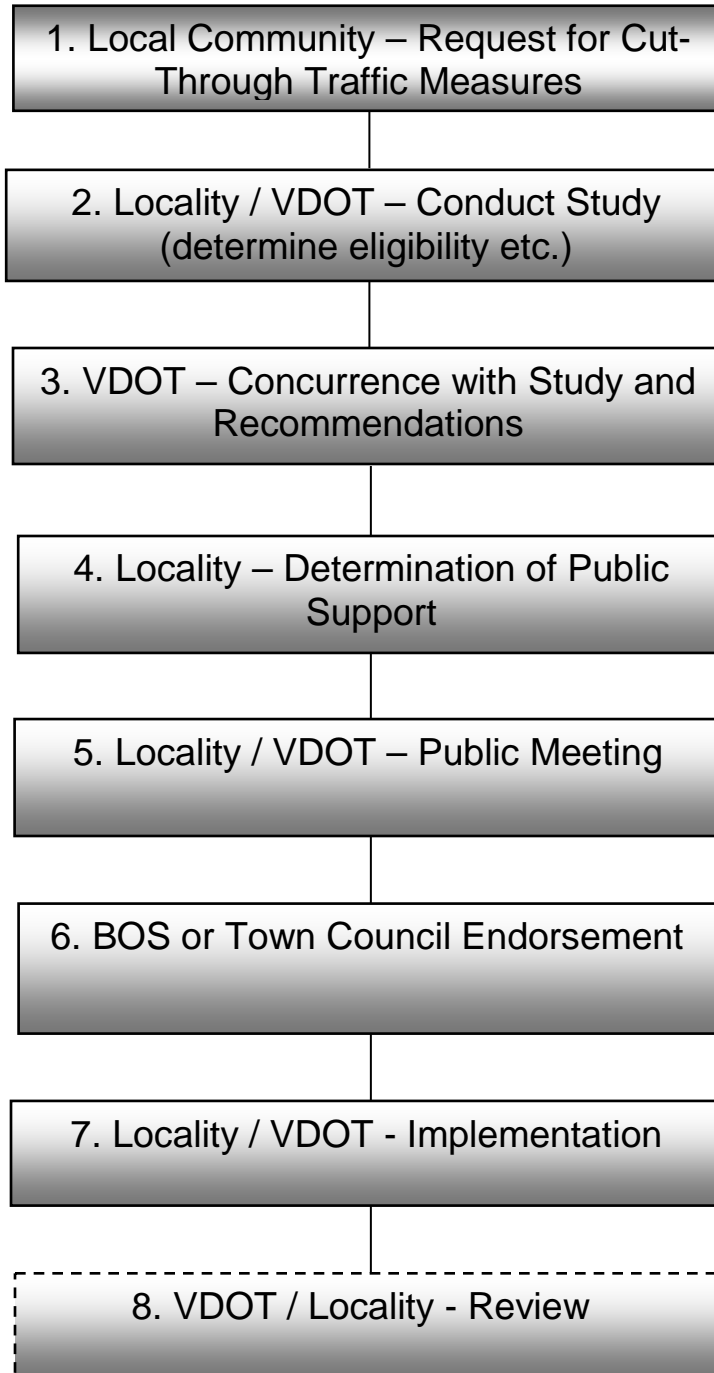 1. Local Community – Request for Cut-
Through Traffic Measures
2. Locality / VDOT – Conduct Study
(determine eligibility etc.)
3. VDOT – Concurrence with Study and
Recommendations
4. Locality – Determination of Public
Support
5. Locality / VDOT – Public Meeting
6. BOS or Town Council Endorsement
7. Locality / VDOT - Implementation
8. VDOT / Locality - Review